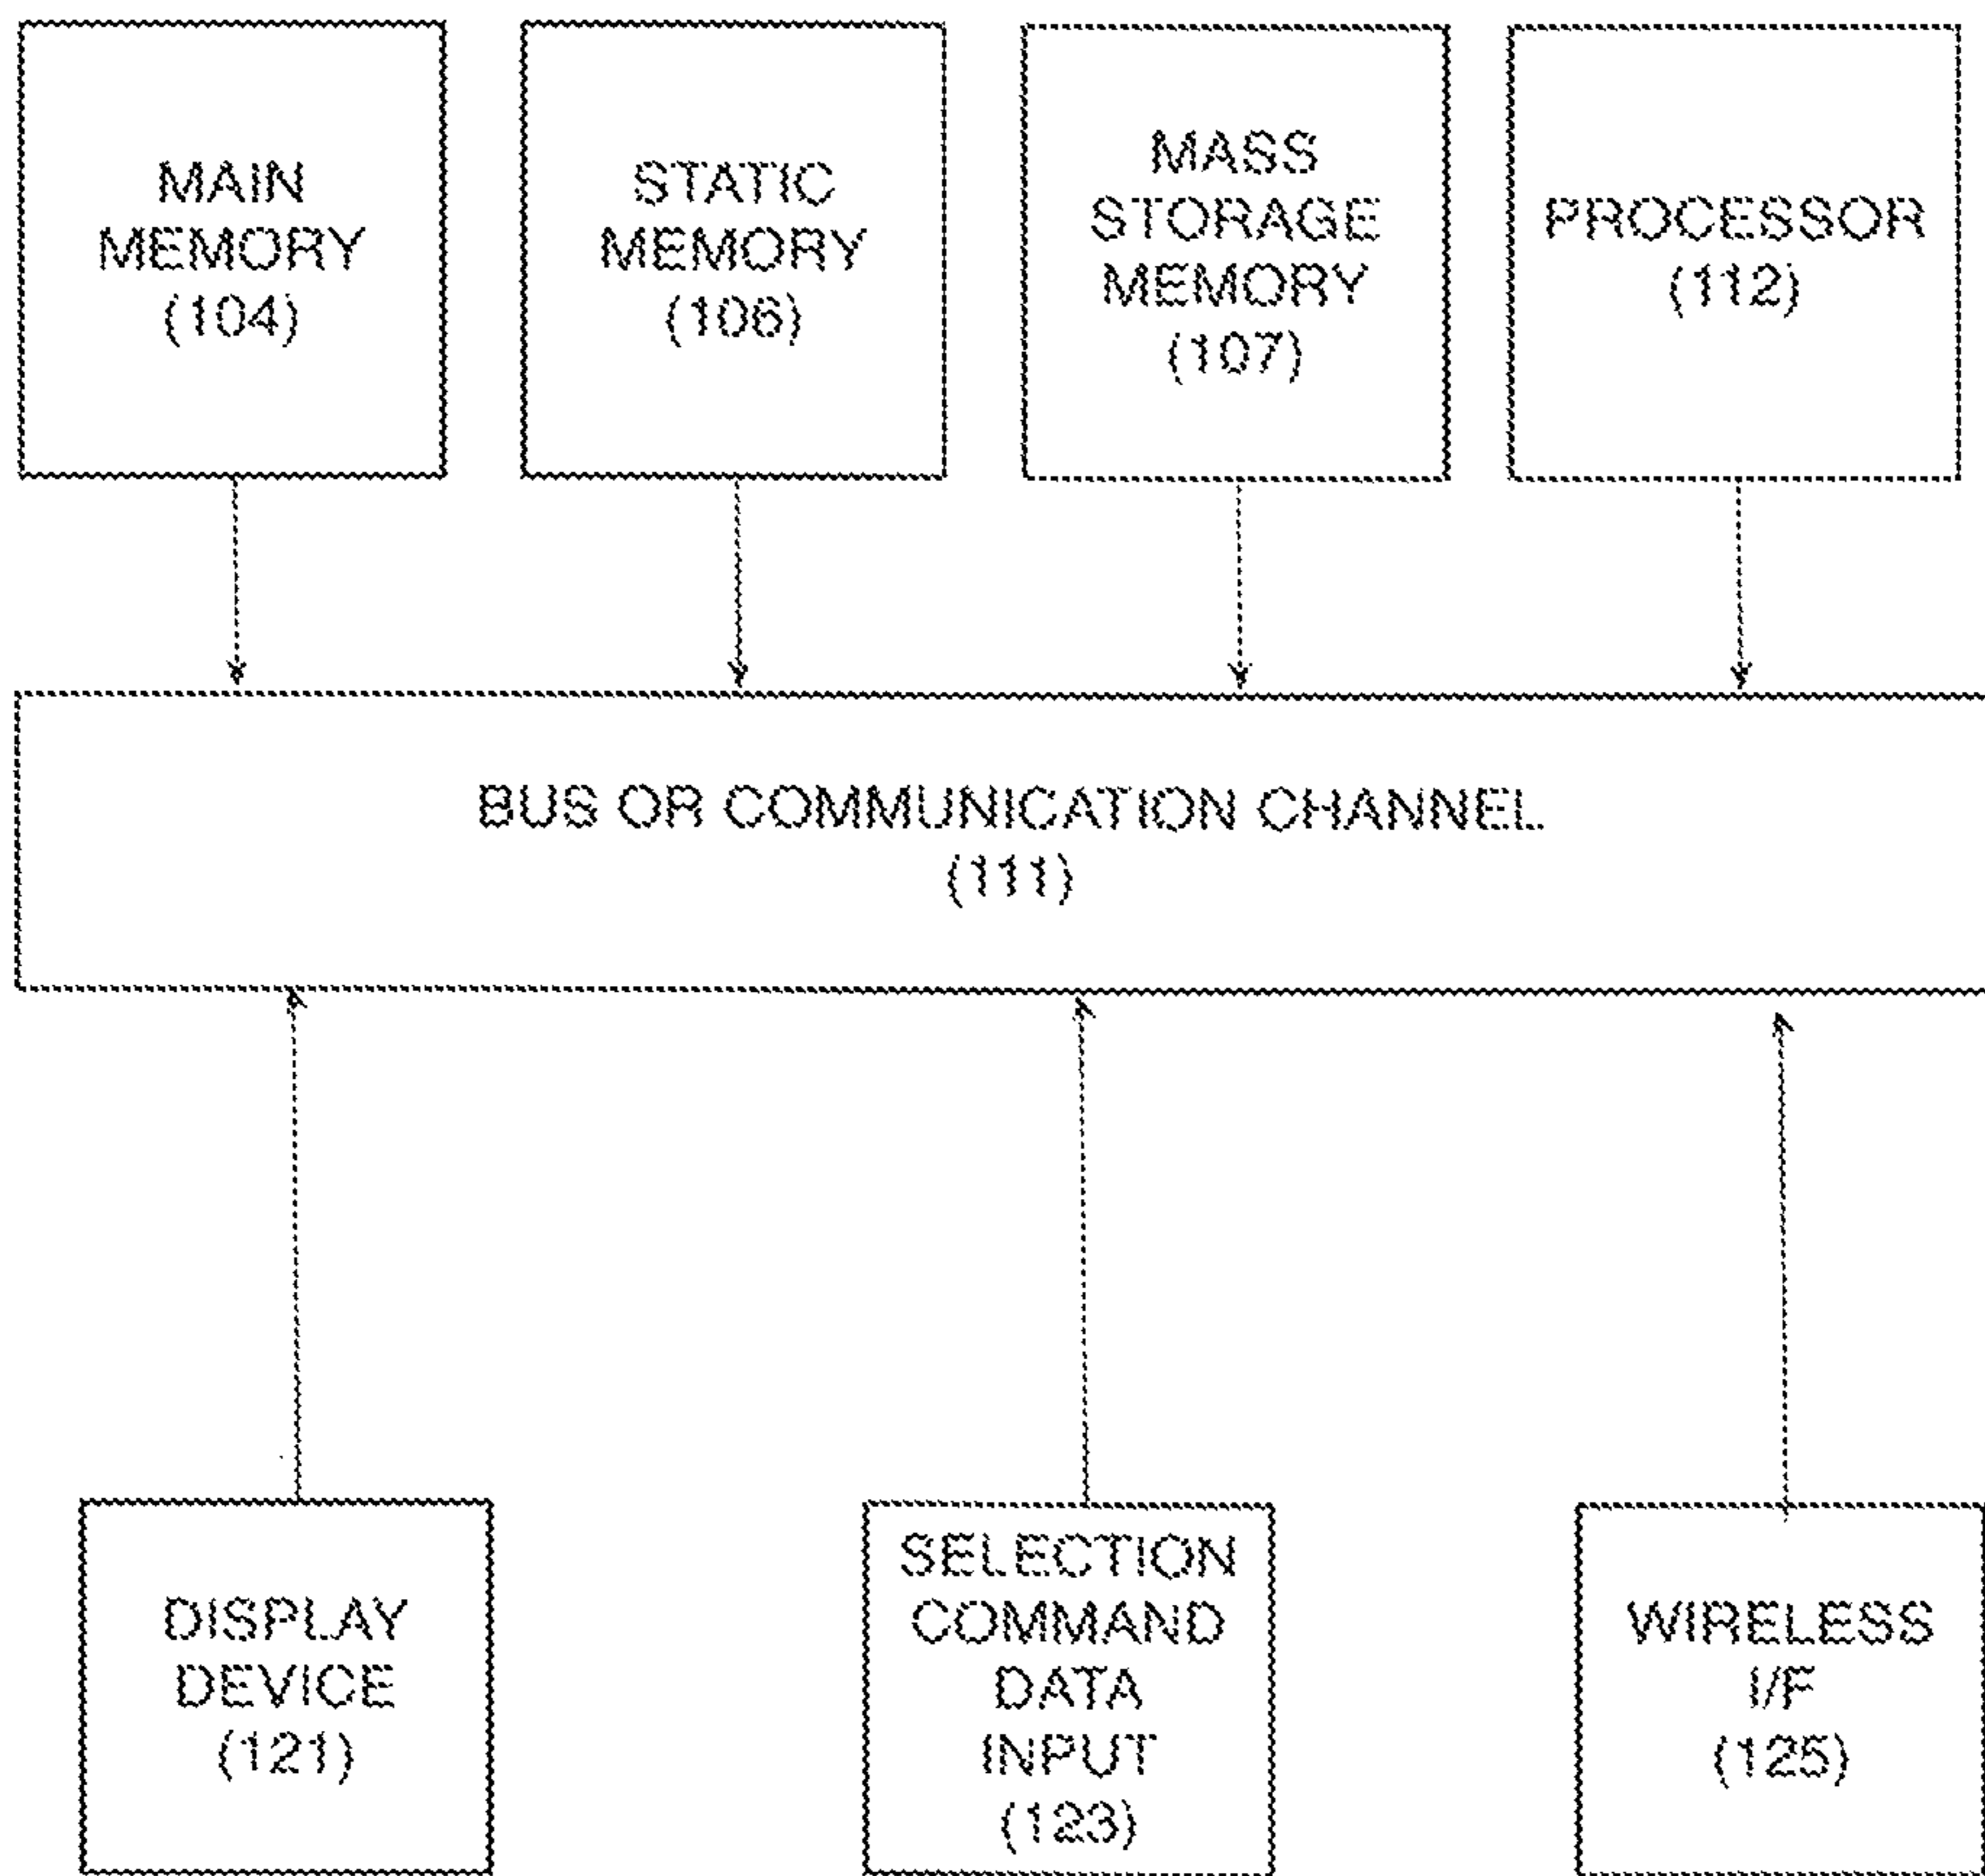 MAIN
MEMORY
(104)
STATIC
MEMORY
(106)
MASS
STORAGE
MEMORY
(107)
PROCESSOR
(112)
BUS OR COMMUNICATION CHANNEL
(111)
DISPLAY
DEVICE
(121)
SELECTION
COMMAND
DATA
INPUT
(123)
WIRELESS
I/F
(125)